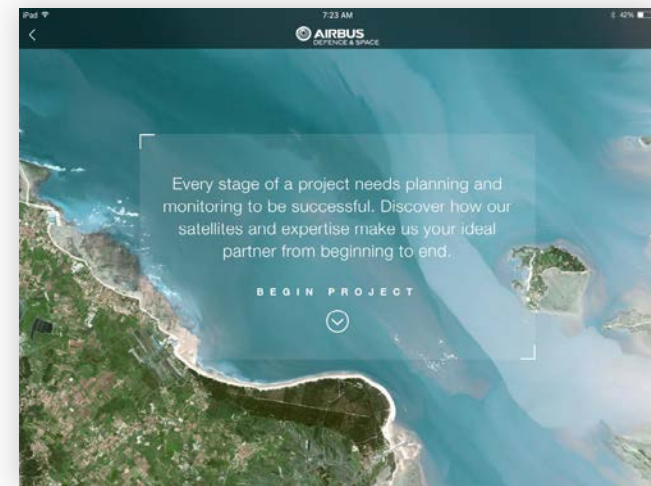 iPad
7:23 AM
42%
AIRBUS
DEFENCE & SPACE
Every stage of a project needs planning and
monitoring to be successful. Discover how our
satellites and expertise make us your ideal
partner from beginning to end.
BEGIN PROJECT